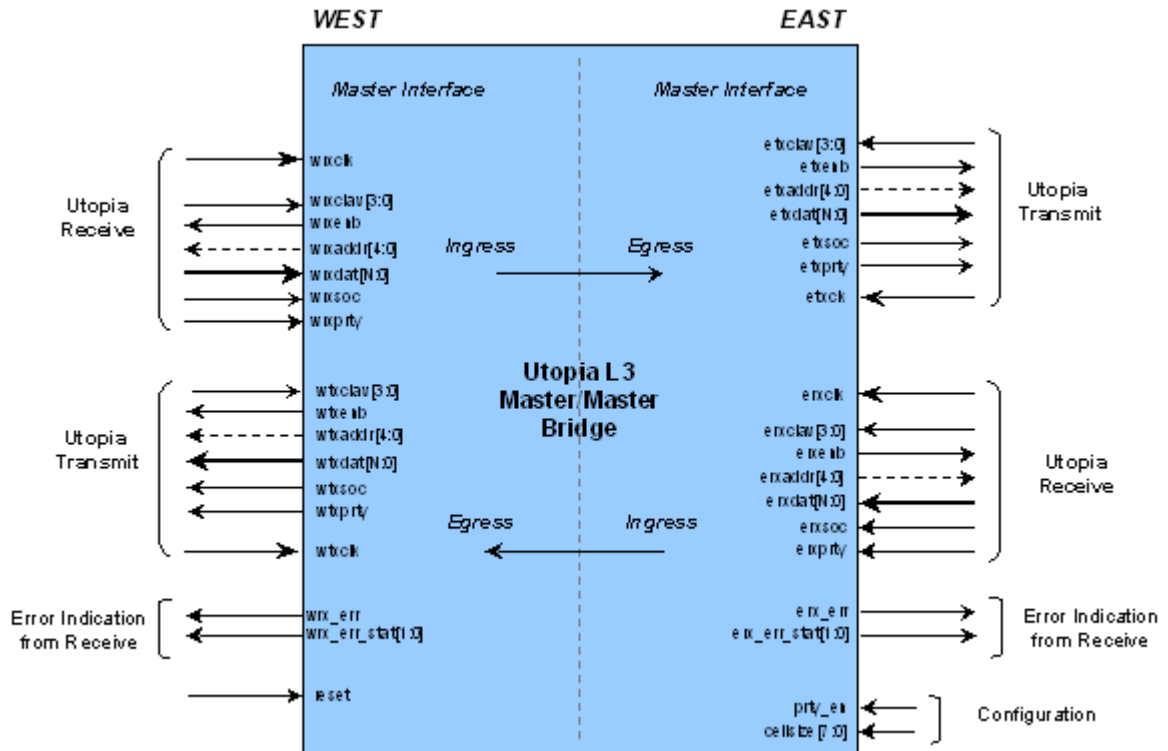 WEST
EAST
Master Interface
Master Interface
Utopia
Receive
wrxclk
wrxclav[3:0]
wrxenb
wrxaddr[4:0]
wrxdat[N:0]
wrxsoc
wrxprty
etxclav[3:0]
etxenb
etxaddr[4:0]
etxdat[N:0]
etxsoc
etxprty
etxclk
Utopia
Transmit
Ingress
Egress
Utopia L3
Master/Master
Bridge
Utopia
Transmit
wtxclav[3:0]
wtxenb
wtxaddr[4:0]
wtxdat[N:0]
wtxsoc
wtxprty
wtxclk
erxclk
erxclav[3:0]
erxenb
erxaddr[4:0]
erxdat[N:0]
erxsoc
erxprty
Utopia
Receive
Egress
Ingress
Error Indication
from Receive
wrx_err
wrx_err_stat[1:0]
erx_err
erx_err_stat[1:0]
Error Indication
from Receive
reset
prty_en
cellsize [7:0]
Configuration